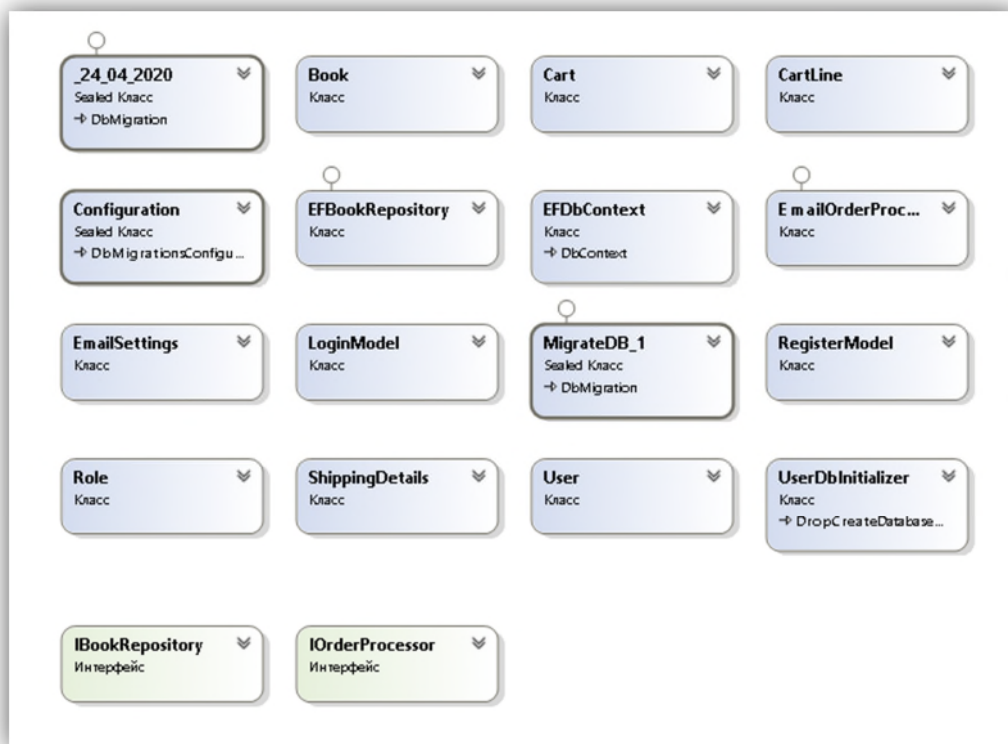 _24_04_2020
Sealed Класс
DbMigration
Book
Класс
Cart
Класс
CartLine
Класс
Configuration
Sealed Класс
DbMigrationsConfigu...
EFBookRepository
Класс
EFDbContext
Класс
DbContext
EmailOrderProc...
Класс
EmailSettings
Класс
LoginModel
Класс
MigrateDB_1
Sealed Класс
DbMigration
RegisterModel
Класс
Role
Класс
ShippingDetails
Класс
User
Класс
UserDbInitializer
Класс
DropCreateDatabase...
IBookRepository
Интерфейс
IOrderProcessor
Интерфейс